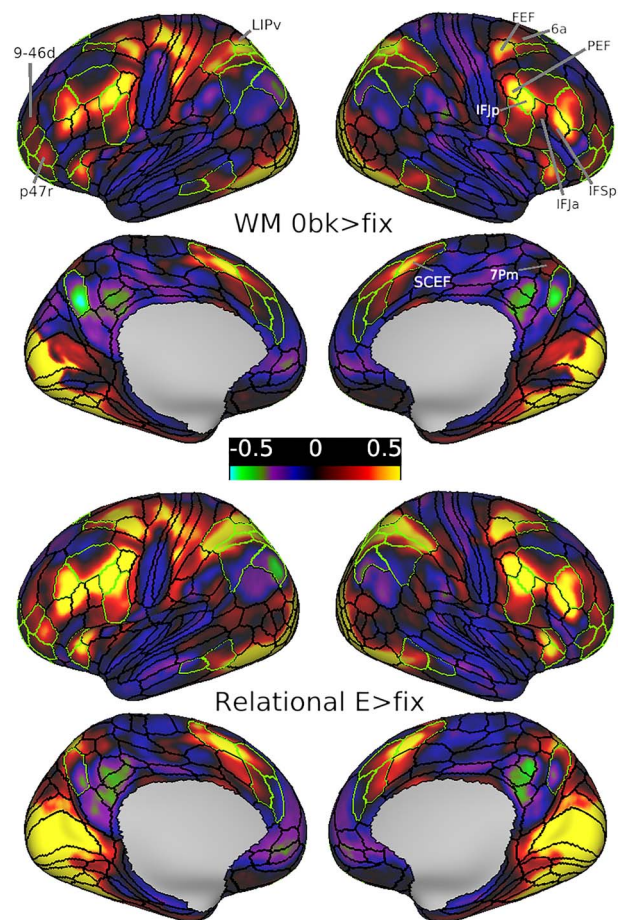 LIPv
9-46d
p47r
FEF
6a
PEF
IFJp
IFSp
IFJa
WM 0bk>fix
SCEF
7Pm
-0.5 0 0.5
Relational E>fix